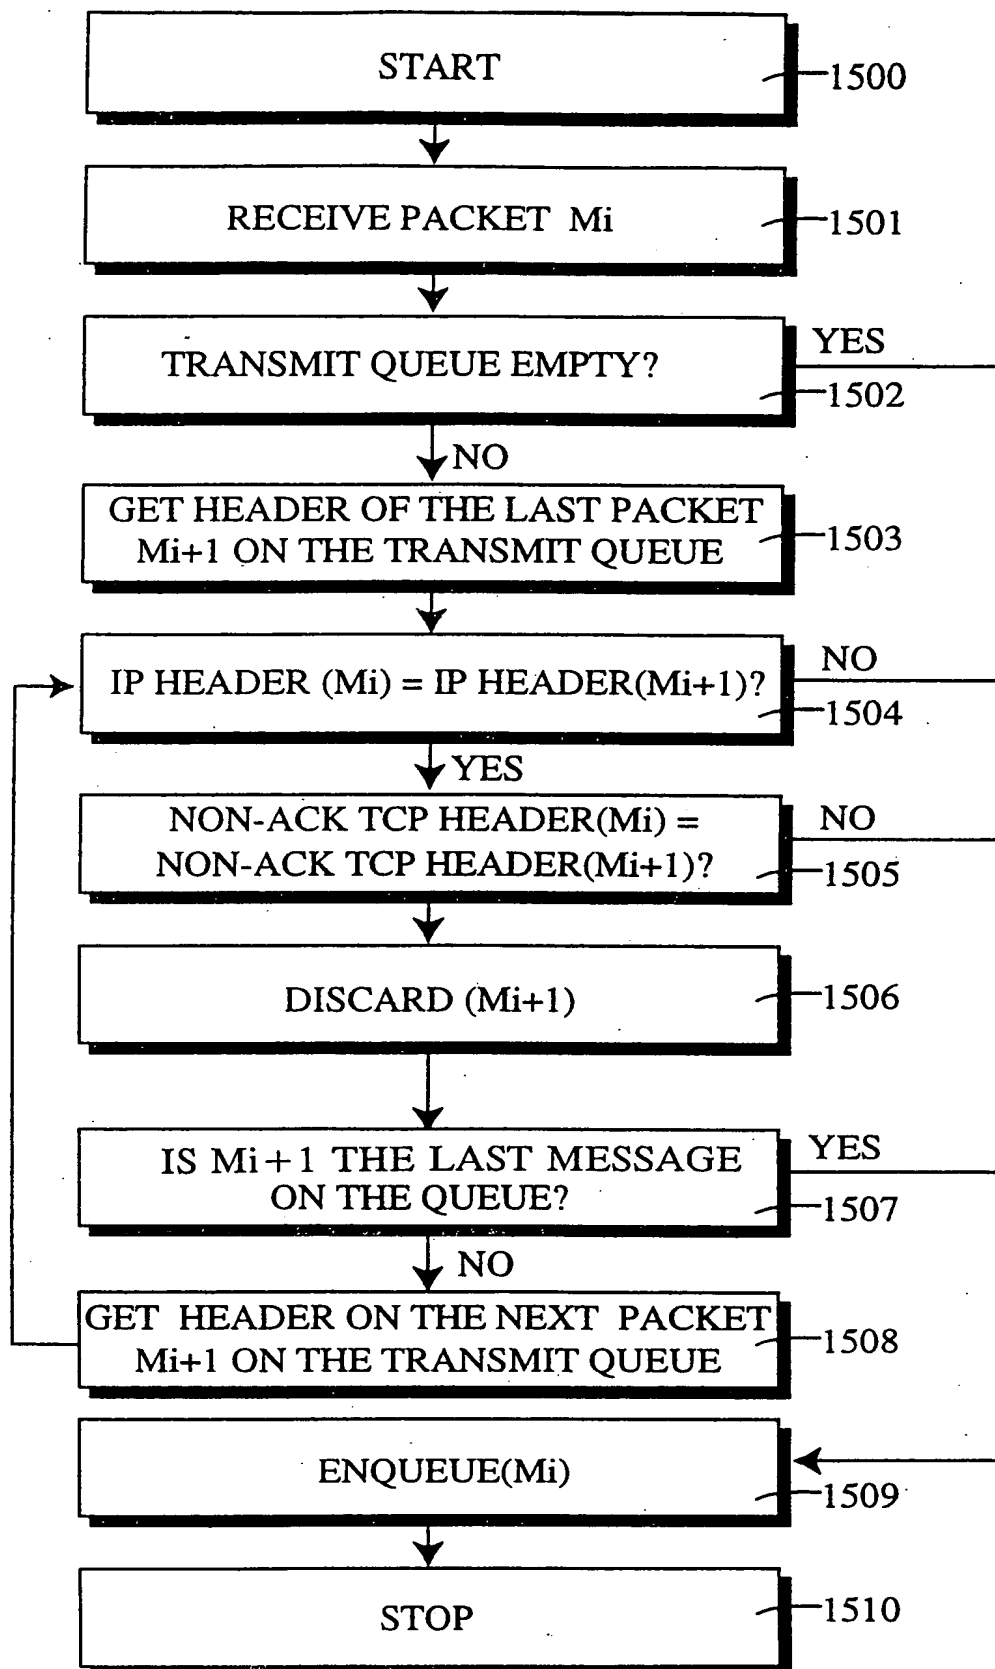 START
1500
RECEIVE PACKET Mi
1501
TRANSMIT QUEUE EMPTY?
YES
1502
NO
GET HEADER OF THE LAST PACKET
Mi+1 ON THE TRANSMIT QUEUE
1503
IP HEADER (Mi) = IP HEADER(Mi+1)?
NO
1504
YES
NON-ACK TCP HEADER(Mi) =
NON-ACK TCP HEADER(Mi+1)?
NO
1505
DISCARD (Mi+1)
1506
IS Mi+1 THE LAST MESSAGE
ON THE QUEUE?
YES
1507
NO
GET HEADER ON THE NEXT PACKET
Mi+1 ON THE TRANSMIT QUEUE
1508
ENQUEUE(Mi)
1509
STOP
1510